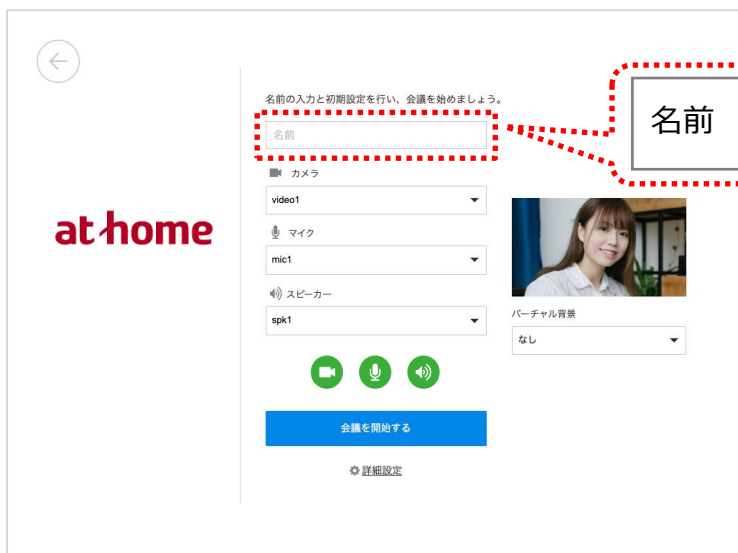 名前の入力と初期設定を行い、会議を始めましょう。
名前
名前
カメラ
video1
at home
マイク
mic1
スピーカー
spk1
バーチャル背景
なし
会議を開始する
詳細設定